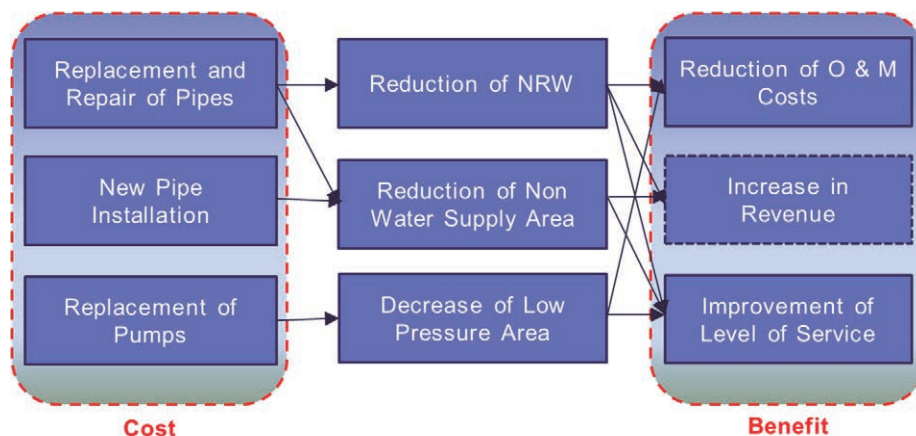 Replacement and
Repair of Pipes
Reduction of NRW
Reduction of O & M
Costs
New Pipe
Installation
Reduction of Non
Water Supply Area
Increase in
Revenue
Replacement of
Pumps
Decrease of Low
Pressure Area
Improvement of
Level of Service
Cost
Benefit